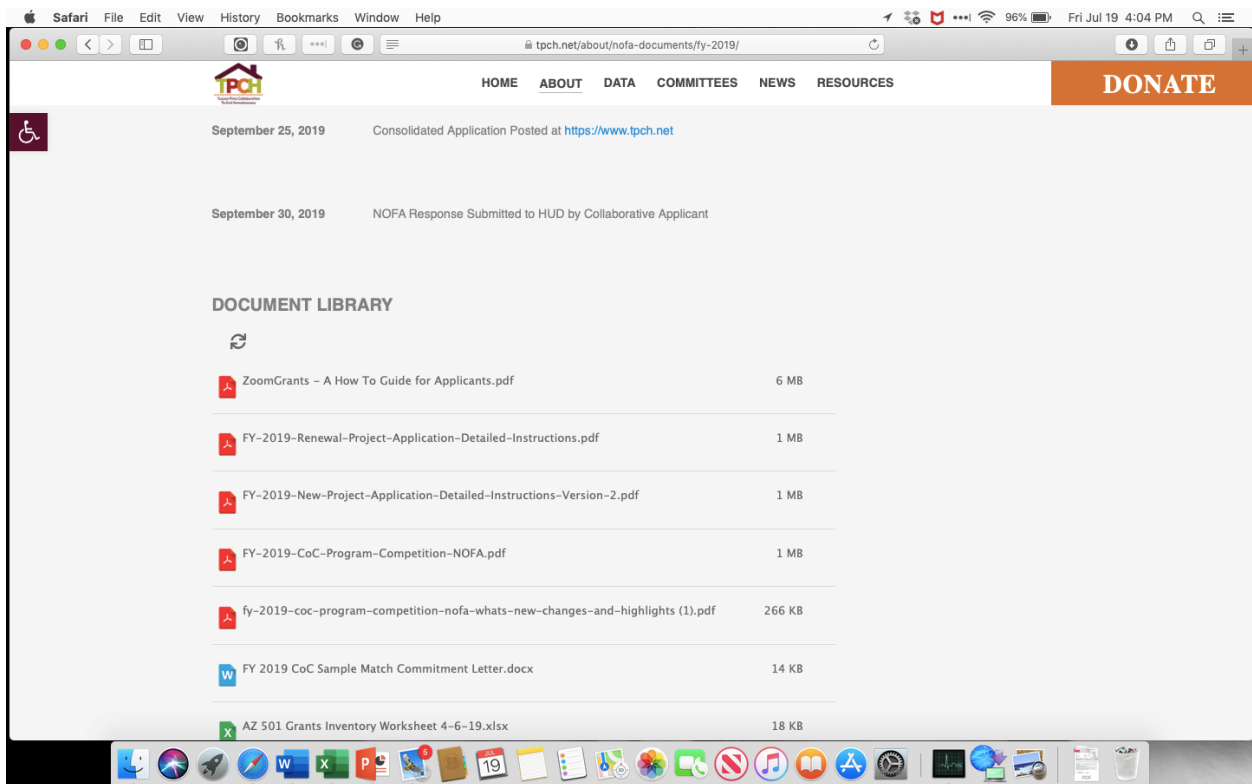 Safari File Edit View History Bookmarks Window Help 96% Fri Jul 19 4:04 PM
tpch.net/about/nofa-documents/fy-2019/
TPCH HOME ABOUT DATA COMMITTEES NEWS RESOURCES DONATE
September 25, 2019 Consolidated Application Posted at https://www.tpch.net
September 30, 2019 NOFA Response Submitted to HUD by Collaborative Applicant
DOCUMENT LIBRARY
ZoomGrants – A How To Guide for Applicants.pdf 6 MB
FY-2019-Renewal-Project-Application-Detailed-Instructions.pdf 1 MB
FY-2019-New-Project-Application-Detailed-Instructions-Version-2.pdf 1 MB
FY-2019-CoC-Program-Competition-NOFA.pdf 1 MB
fy-2019-coc-program-competition-nofa-whats-new-changes-and-highlights (1).pdf 266 KB
W FY 2019 CoC Sample Match Commitment Letter.docx 14 KB
X AZ 501 Grants Inventory Worksheet 4-6-19.xlsx 18 KB
W X P 5 JUL 19 PDF